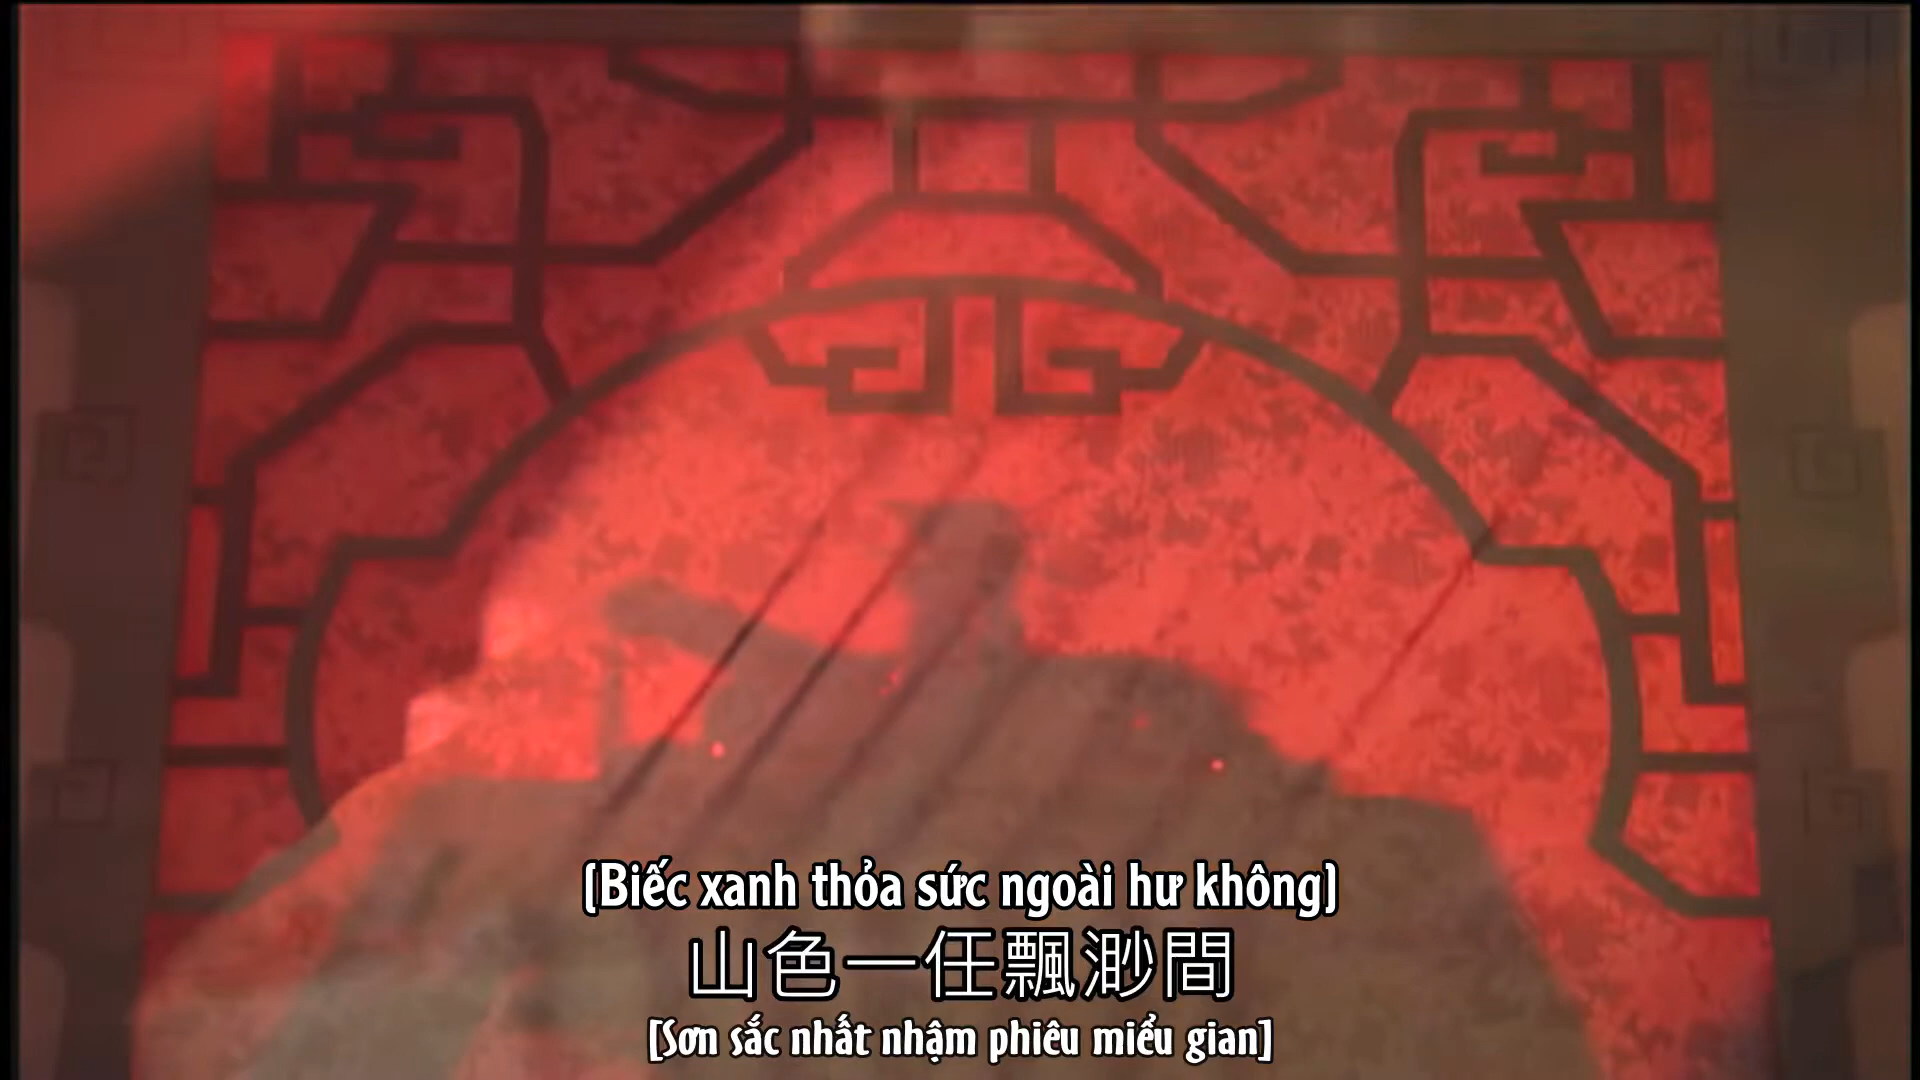 [Biếc xanh thỏa sức ngoài hư không]
山色一任飄渺間
[Sơn sắc nhất nhậm phiêu miểu gian]